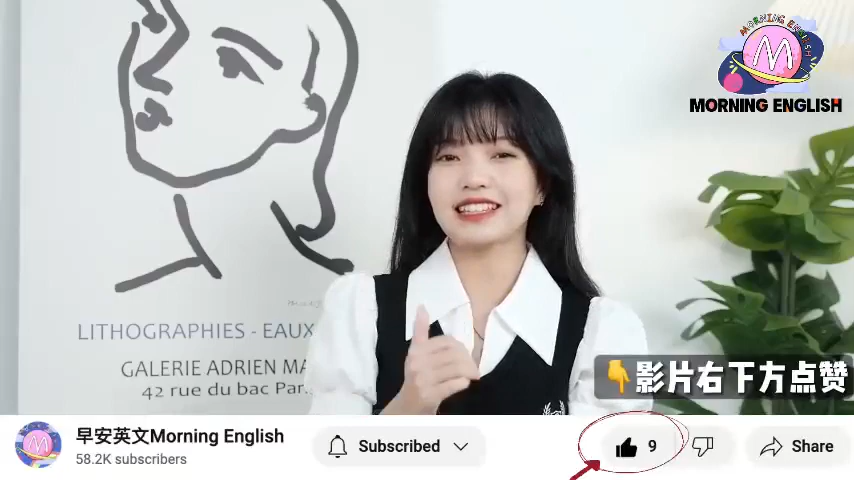 MORNING ENGLISH
M
MORNING ENGLISH
LITHOGRAPHIES - EAUX
GALERIE ADRIEN MA
42 rue du bac Par.
影片右下方点赞
早安英文Morning English
58.2K subscribers
Subscribed
9
Share